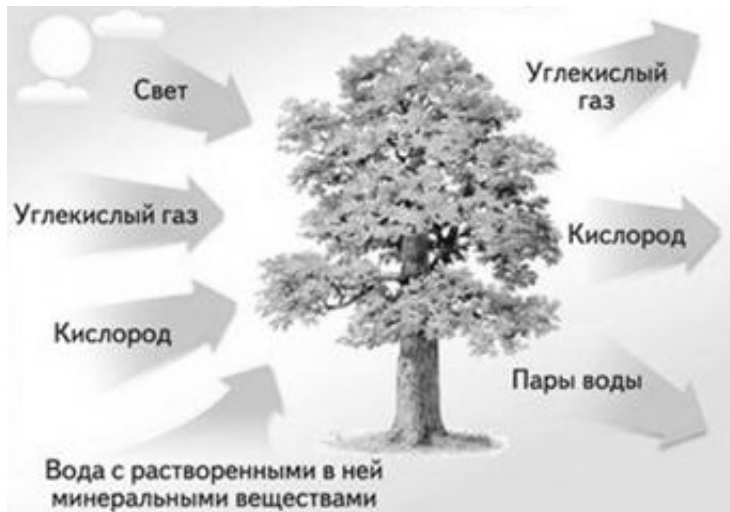 Свет
Углекислый
газ
Углекислый газ
Кислород
Кислород
Пары воды
Вода с растворенными в ней
минеральными веществами